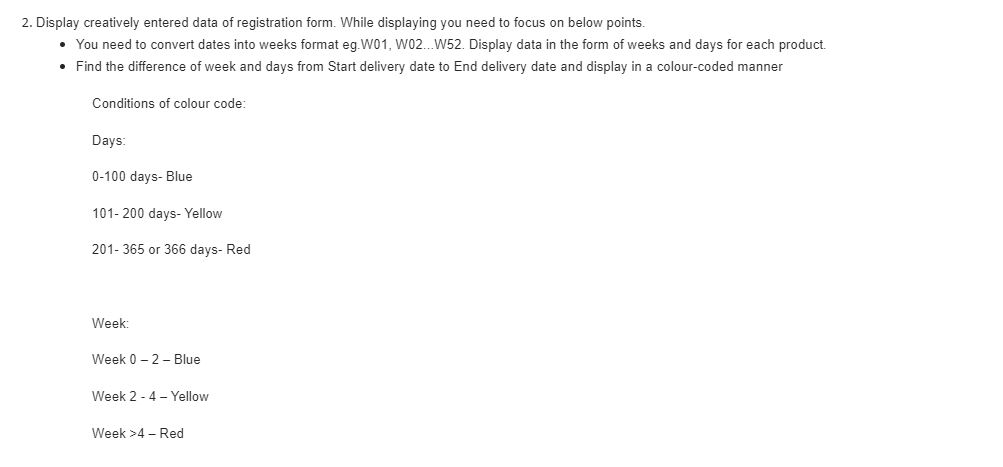 2. Display creatively entered data of registration form. While displaying you need to focus on below points.
• You need to convert dates into weeks format eg.W01, W02...W52. Display data in the form of weeks and days for each product.
• Find the difference of week and days from Start delivery date to End delivery date and display in a colour-coded manner
Conditions of colour code:
Days:
0-100 days- Blue
101- 200 days- Yellow
201- 365 or 366 days- Red
Week:
Week 0 – 2 – Blue
Week 2 - 4 – Yellow
Week >4 – Red